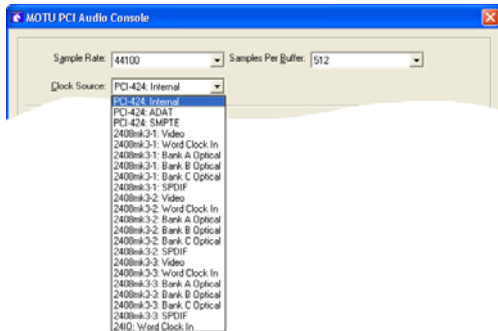 MOTU PCI Audio Console
Sample Rate: 44100 Samples Per Buffer: 512
Clock Source: PCI-424: Internal
PCI-424: Internal
PCI-424: ADAT
PCI-424: SMPTE
2408mk3-1: Video
2408mk3-1: Word Clock In
2408mk3-1: Bank A Optical
2408mk3-1: Bank B Optical
2408mk3-1: Bank C Optical
2408mk3-1: SPDIF
2408mk3-2: Video
2408mk3-2: Word Clock In
2408mk3-2: Bank A Optical
2408mk3-2: Bank B Optical
2408mk3-2: Bank C Optical
2408mk3-2: SPDIF
2408mk3-3: Video
2408mk3-3: Word Clock In
2408mk3-3: Bank A Optical
2408mk3-3: Bank B Optical
2408mk3-3: Bank C Optical
2408mk3-3: SPDIF
24IO: Word Clock In